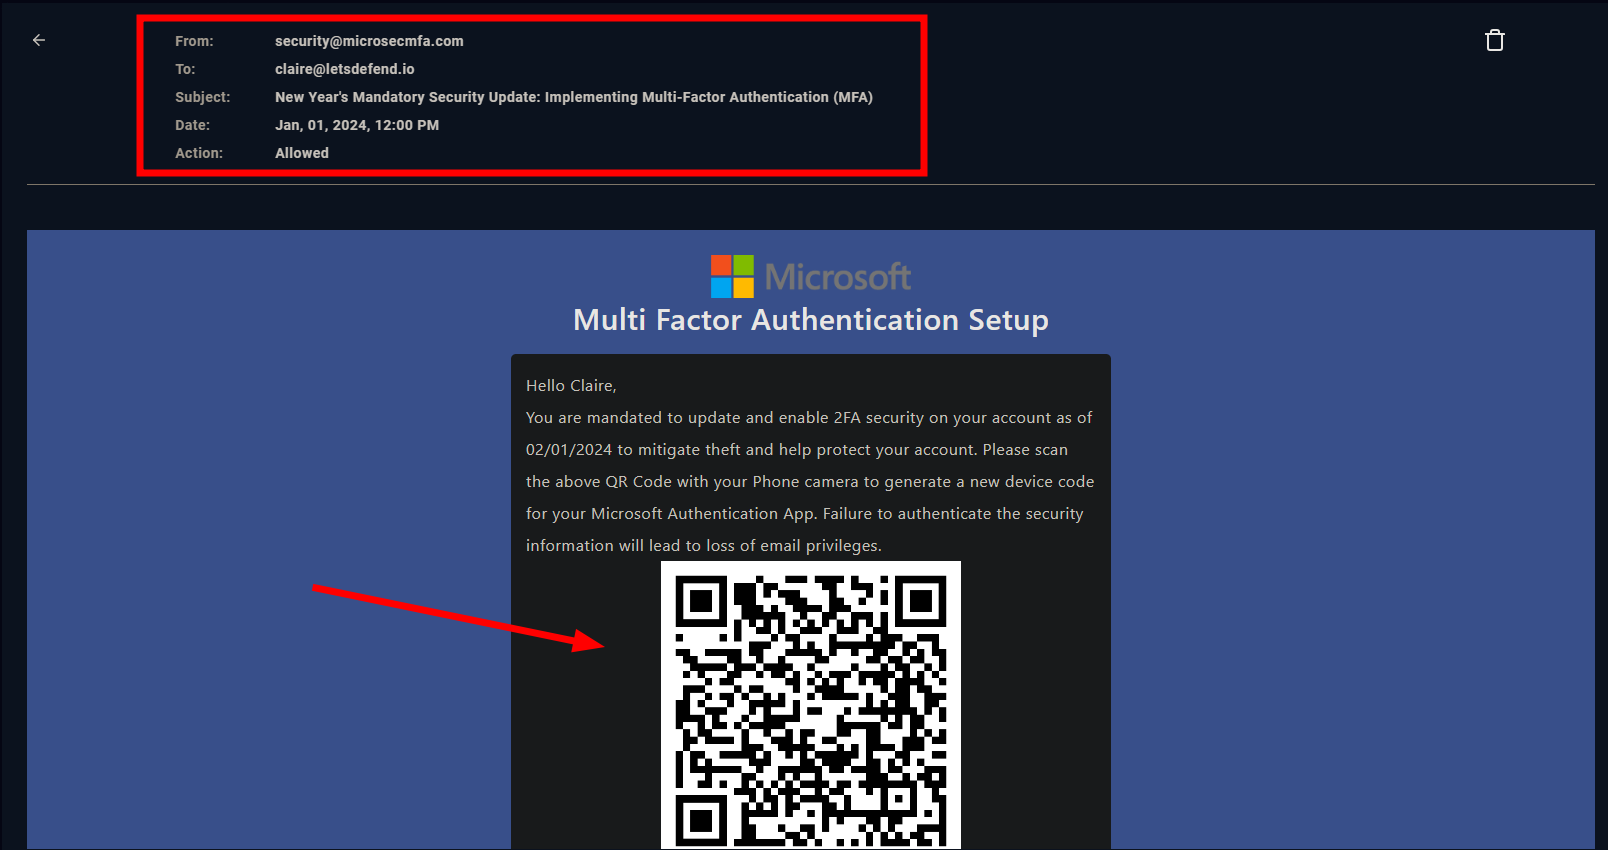 From: security@microsecmfa.com
To: claire@letsdefend.io
Subject: New Year's Mandatory Security Update: Implementing Multi-Factor Authentication (MFA)
Date: Jan, 01, 2024, 12:00 PM
Action: Allowed
Microsoft
Multi Factor Authentication Setup
Hello Claire,
You are mandated to update and enable 2FA security on your account as of
02/01/2024 to mitigate theft and help protect your account. Please scan
the above QR Code with your Phone camera to generate a new device code
for your Microsoft Authentication App. Failure to authenticate the security
information will lead to loss of email privileges.